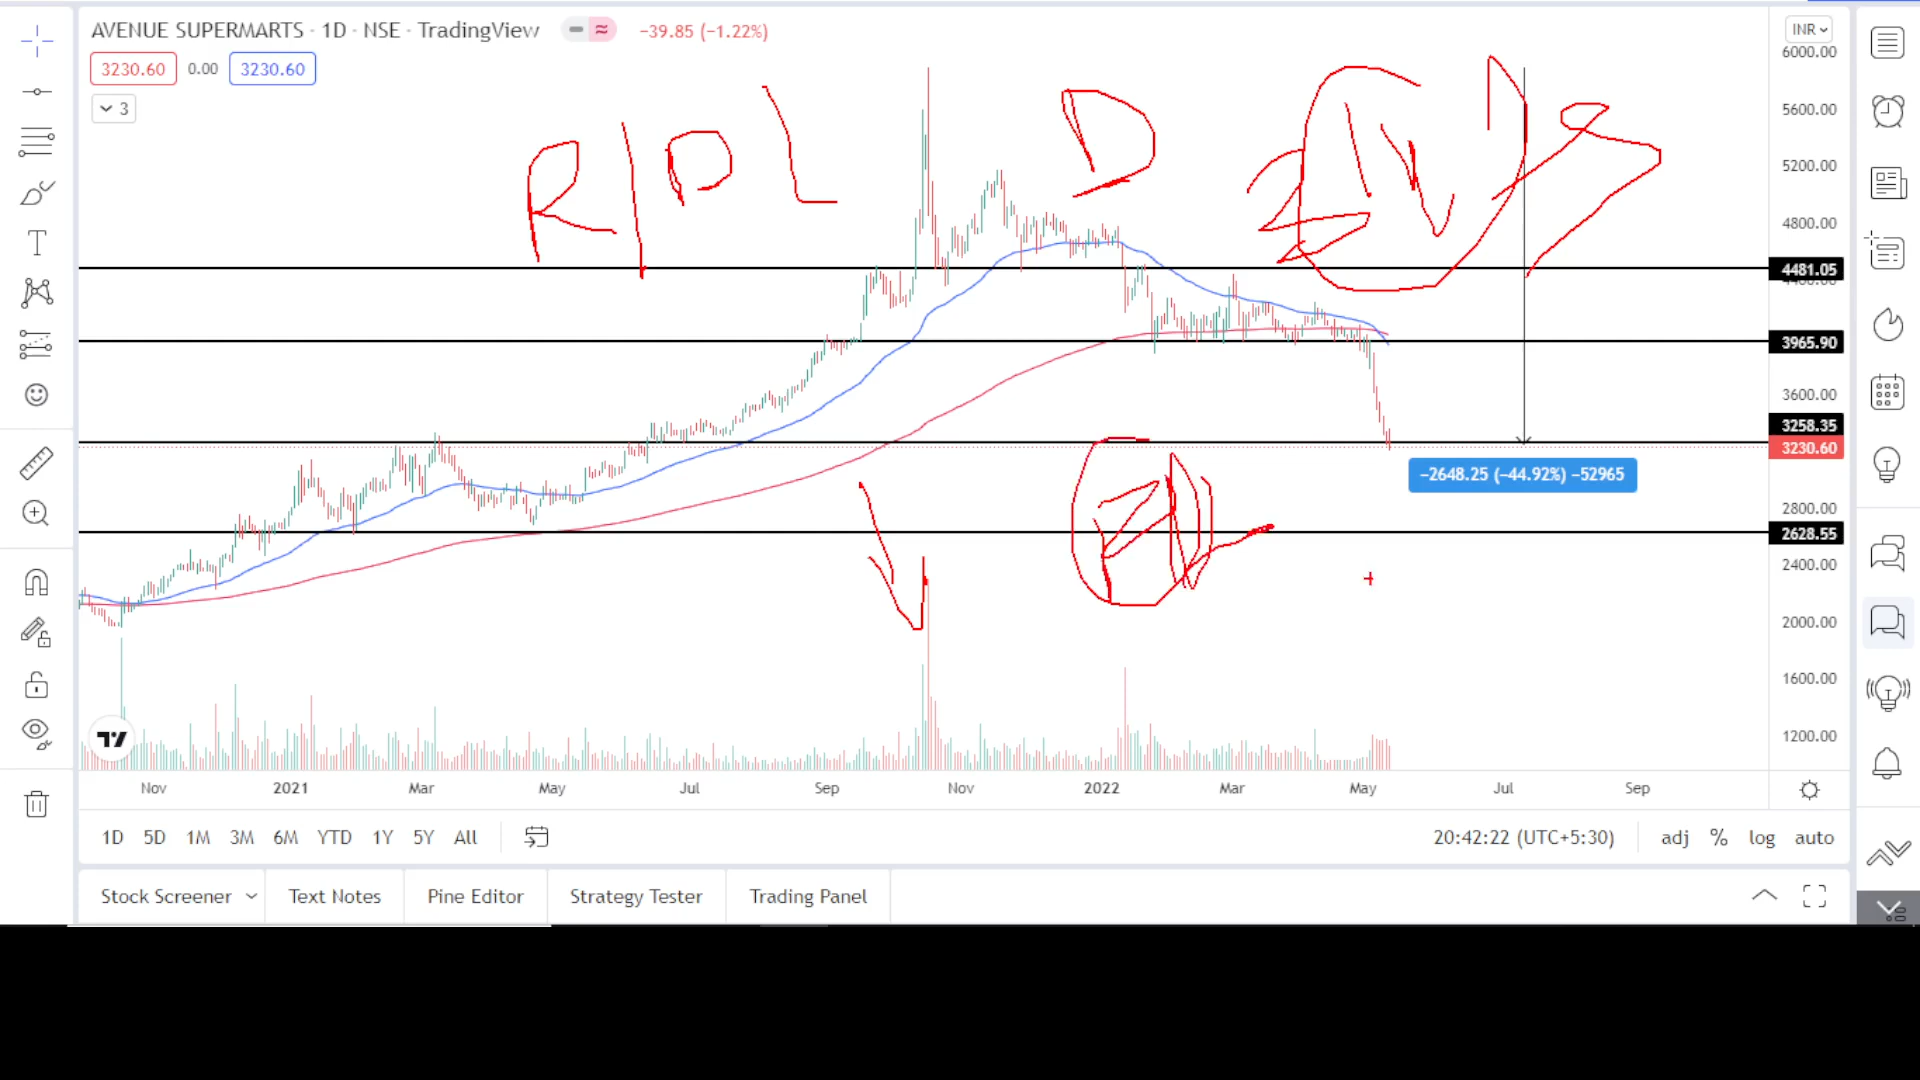 AVENUE SUPERMARTS · 1D · NSE · TradingView
−39.85 (−1.22%)
INR
3230.60 0.00 3230.60
3
R P L D
6000.00
5600.00
5200.00
4800.00
4481.05
3965.90
3600.00
3258.35
3230.60
−2648.25 (−44.92%) −52965
2800.00
2628.55
2400.00
2000.00
1600.00
1200.00
Nov 2021 Mar May Jul Sep Nov 2022 Mar May Jul Sep
1D 5D 1M 3M 6M YTD 1Y 5Y All
20:42:22 (UTC+5:30) adj % log auto
Stock Screener Text Notes Pine Editor Strategy Tester Trading Panel